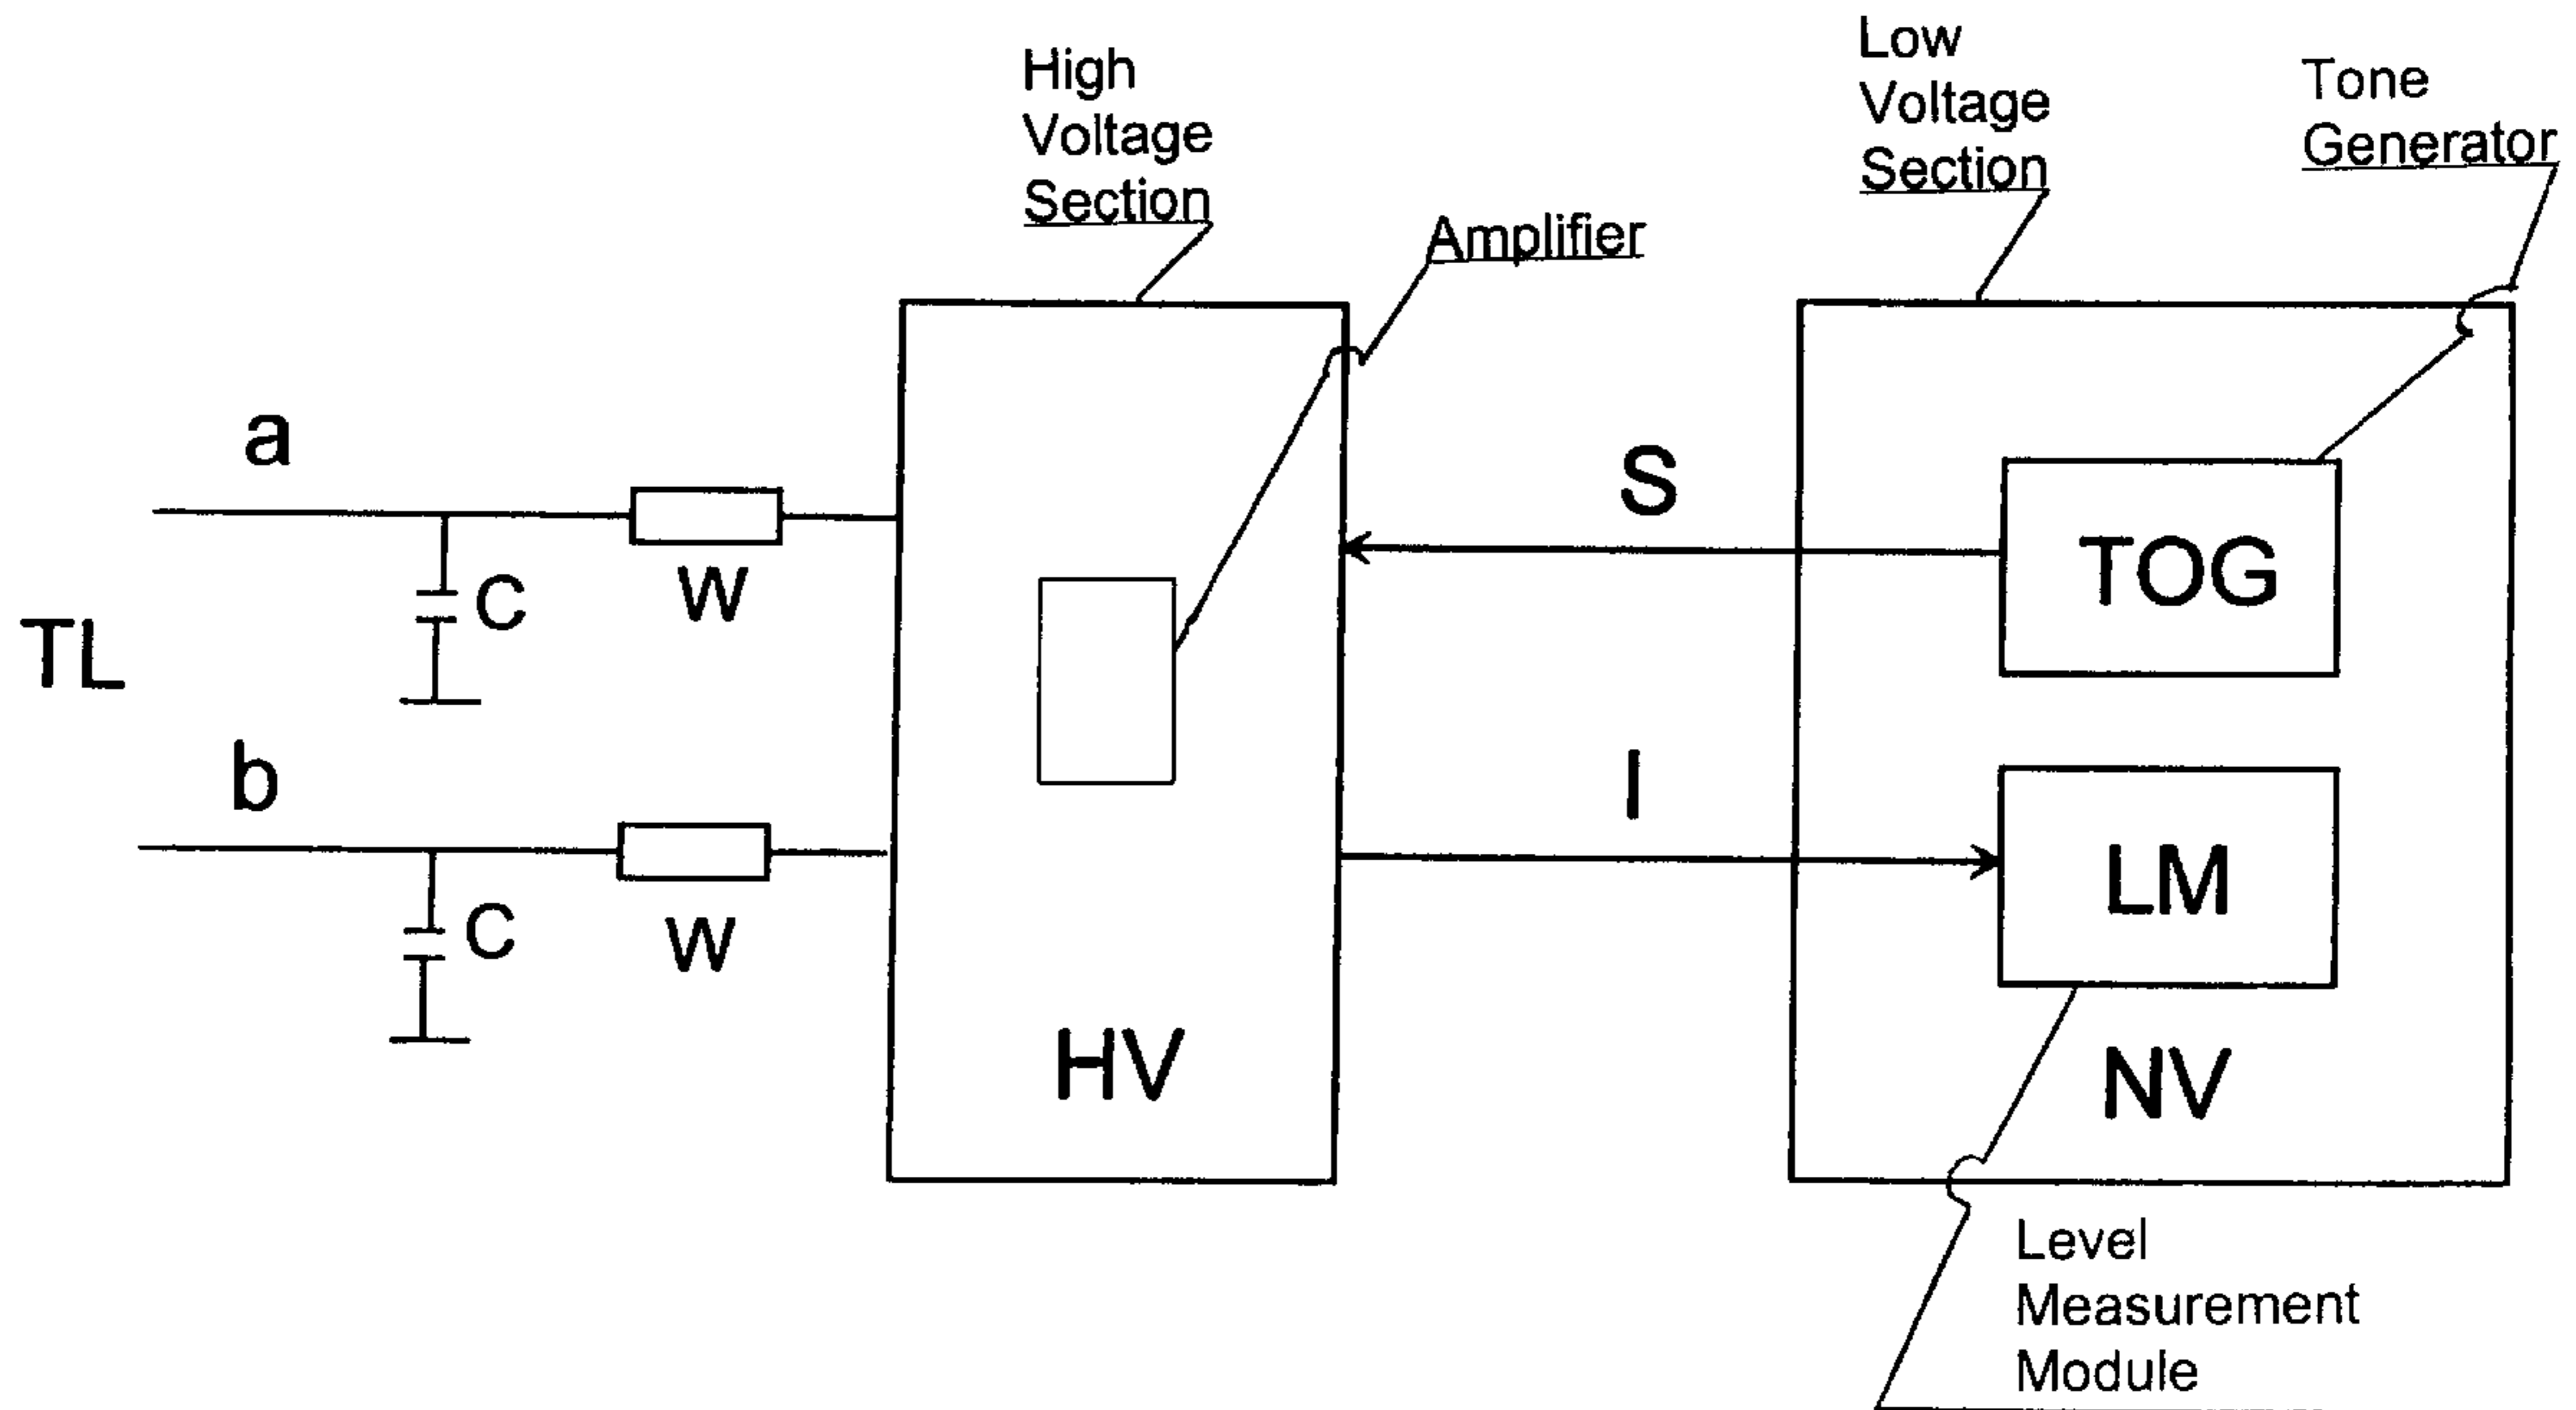 High
Voltage
Section
Amplifier
Low
Voltage
Section
Tone
Generator
a
W
C
TL
b
W
C
HV
S
I
TOG
LM
NV
Level
Measurement
Module